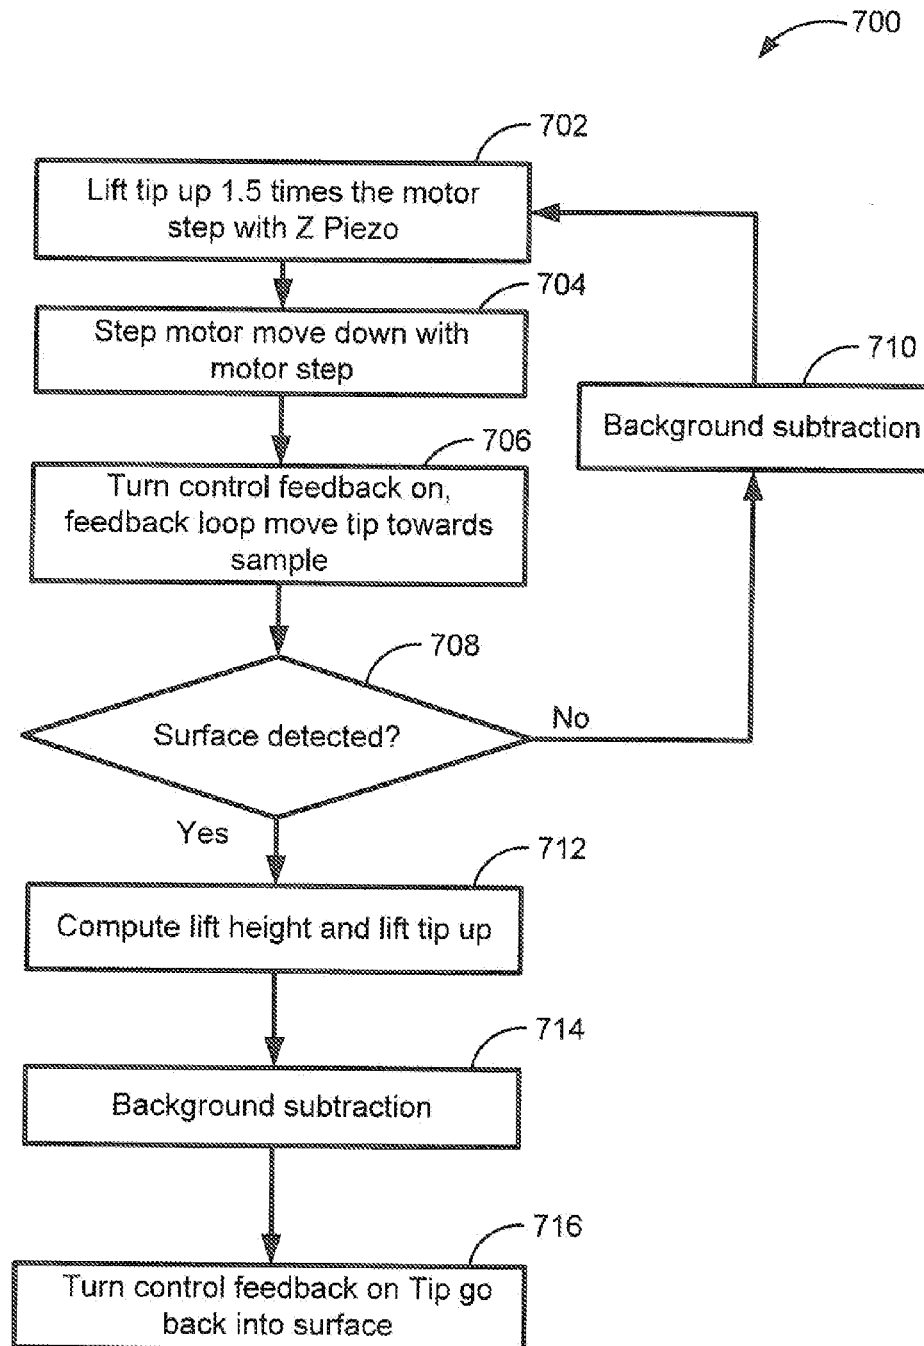 700
702
Lift tip up 1.5 times the motor
step with Z Piezo
704
Step motor move down with
motor step
710
Background subtraction
706
Turn control feedback on,
feedback loop move tip towards
sample
708
Surface detected?
No
Yes
712
Compute lift height and lift tip up
714
Background subtraction
716
Turn control feedback on Tip go
back into surface